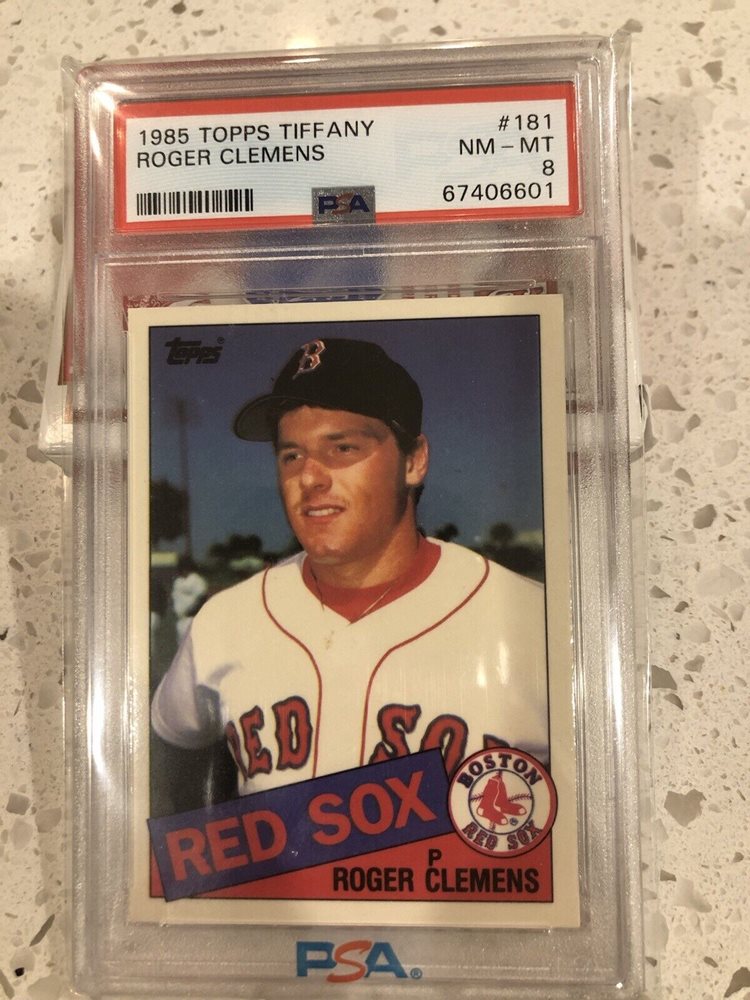 1985 TOPPS TIFFANY #181
ROGER CLEMENS NM - MT
8
67406601
PSA
topps®
B
RED SO
BOSTON
RED SOX
RED SOX
P
ROGER CLEMENS
PSA®